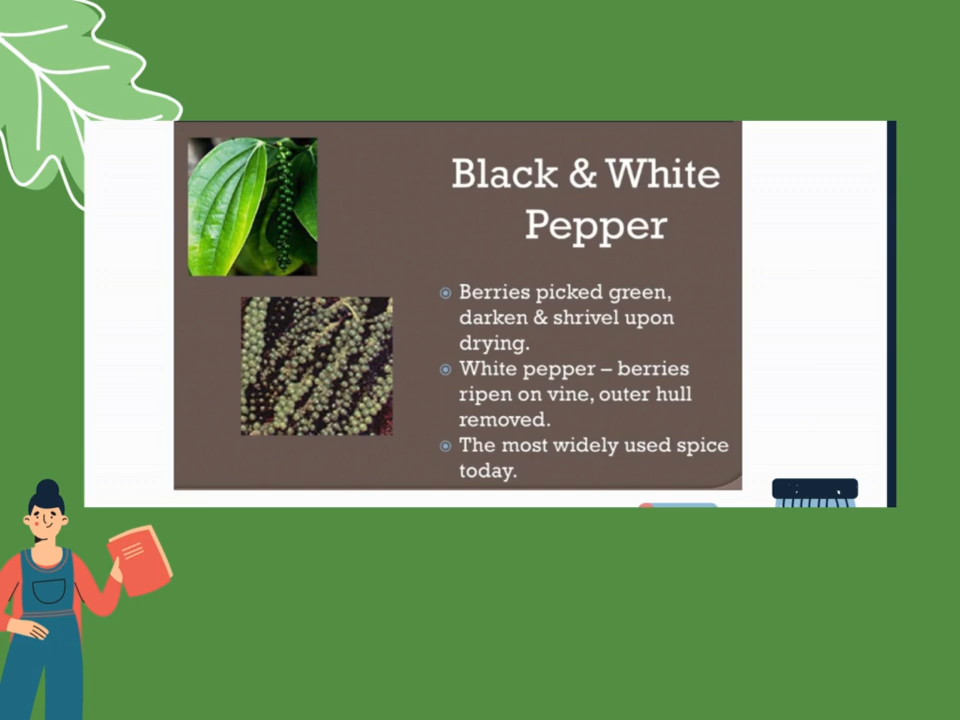 Black & White
Pepper
Berries picked green,
darken & shrivel upon
drying.
White pepper – berries
ripen on vine, outer hull
removed.
The most widely used spice
today.